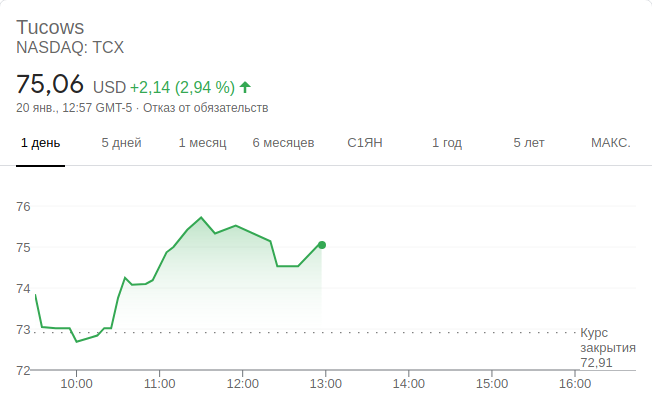 Tucows
NASDAQ: TCX
75,06 USD +2,14 (2,94 %)
20 янв., 12:57 GMT-5 · Отказ от обязательств
1 день 5 дней 1 месяц 6 месяцев С1ЯН 1 год 5 лет МАКС.
76
75
74
73
72
Курс
закрытия
72,91
10:00 11:00 12:00 13:00 14:00 15:00 16:00